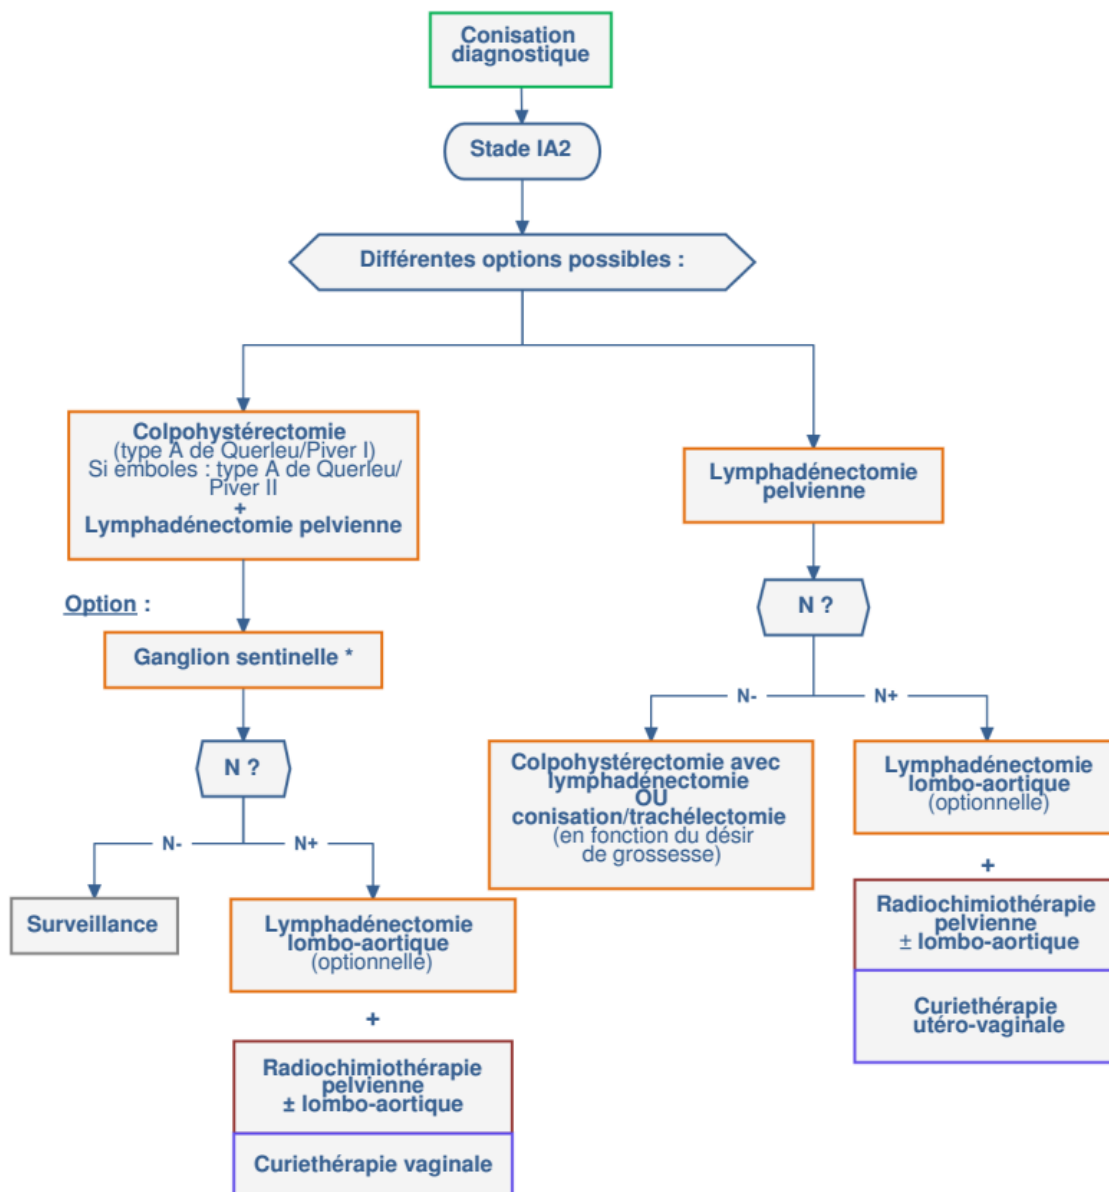 Conisation
diagnostique
Stade IA2
Différentes options possibles :
Colpohystérectomie
(type A de Querleu/Piver I)
Si emboles : type A de Querleu/
Piver II
+
Lymphadénectomie pelvienne
Option :
Ganglion sentinelle *
N ?
N-
N+
Surveillance
Lymphadénectomie
lombo-aortique
(optionnelle)
+
Radiochimiothérapie
pelvienne
± lombo-aortique
Curiethérapie vaginale
Lymphadénectomie
pelvienne
N ?
N-
N+
Colpohystérectomie avec
lymphadénectomie
OU
conisation/trachélectomie
(en fonction du désir
de grossesse)
Lymphadénectomie
lombo-aortique
(optionnelle)
+
Radiochimiothérapie
pelvienne
± lombo-aortique
Curiethérapie
utéro-vaginale